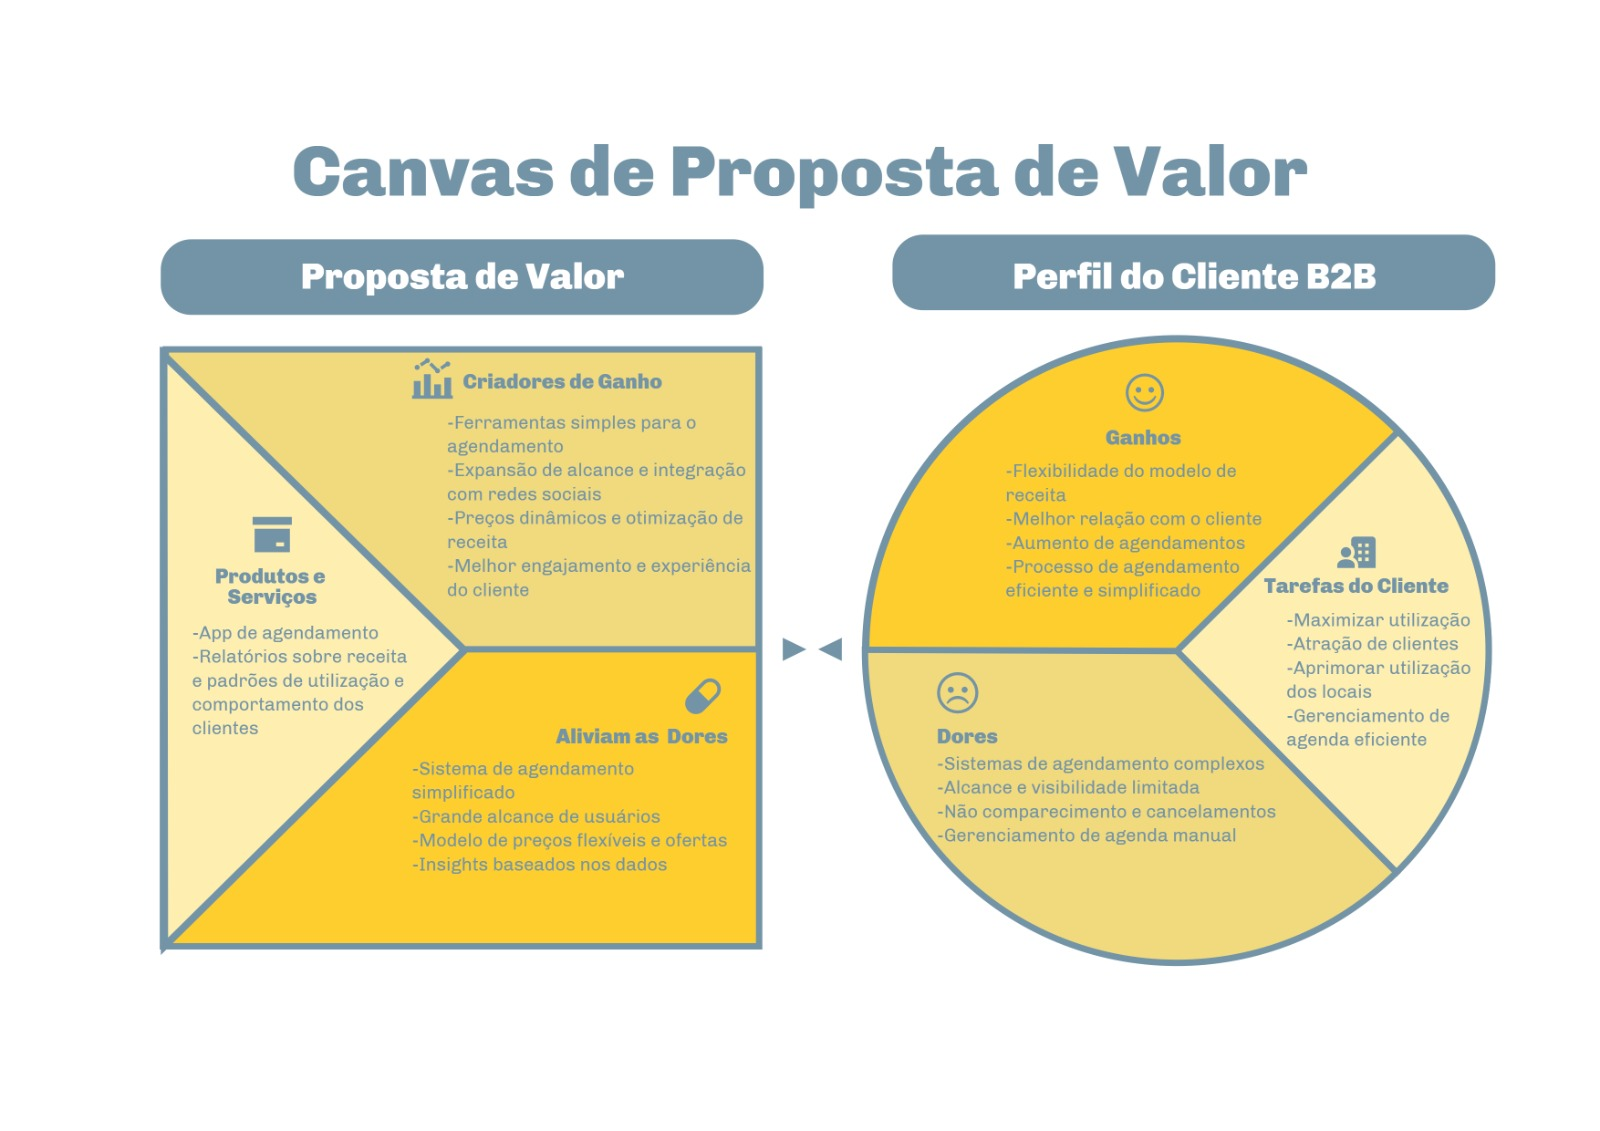 Canvas de Proposta de Valor
Proposta de Valor
Criadores de Ganho
-Ferramentas simples para o
agendamento
-Expansão de alcance e integração
com redes sociais
-Preços dinâmicos e otimização de
receita
-Melhor engajamento e experiência
do cliente
Produtos e
Serviços
-App de agendamento
-Relatórios sobre receita
e padrões de utilização e
comportamento dos
clientes
Aliviam as Dores
-Sistema de agendamento
simplificado
-Grande alcance de usuários
-Modelo de preços flexíveis e ofertas
-Insights baseados nos dados
Perfil do Cliente B2B
Ganhos
-Flexibilidade do modelo de
receita
-Melhor relação com o cliente
-Aumento de agendamentos
-Processo de agendamento
eficiente e simplificado
Tarefas do Cliente
-Maximizar utilização
-Atração de clientes
-Aprimorar utilização
dos locais
-Gerenciamento de
agenda eficiente
Dores
-Sistemas de agendamento complexos
-Alcance e visibilidade limitada
-Não comparecimento e cancelamentos
-Gerenciamento de agenda manual